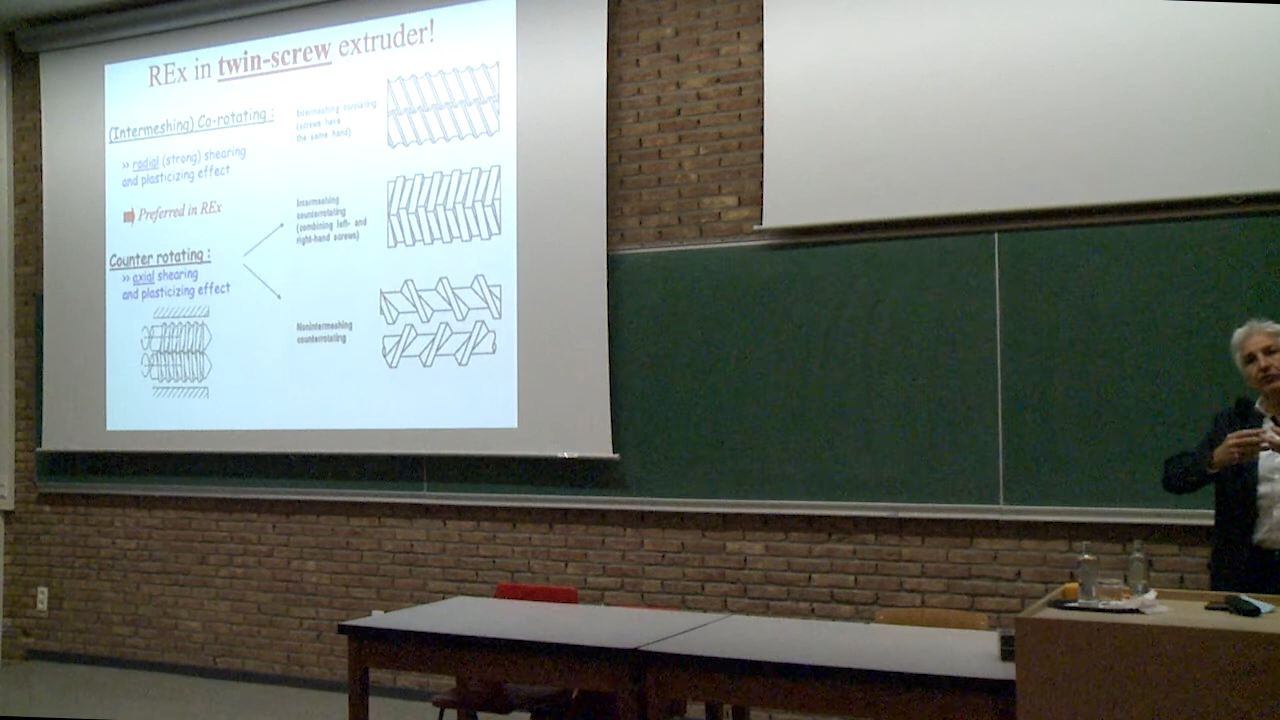 REx in twin-screw extruder!
(Intermeshing) Co-rotating :
>> radial (strong) shearing
and plasticizing effect
Preferred in REx
Counter rotating :
>> axial shearing
and plasticizing effect
Intermeshing corotating
(screws have
the same hand)
Intermeshing
counterrotating
(combining left- and
right-hand screws)
Nonintermeshing
counterrotating